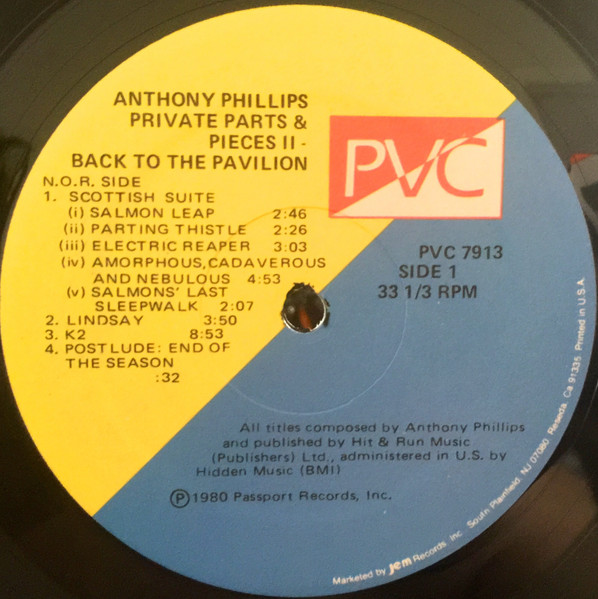 ANTHONY PHILLIPS
PRIVATE PARTS &
PIECES II -
BACK TO THE PAVILION
PVC
N.O.R. SIDE
1. SCOTTISH SUITE
(i) SALMON LEAP 2:46
(ii) PARTING THISTLE 2:26
(iii) ELECTRIC REAPER 3:03
(iv) AMORPHOUS, CADAVEROUS
AND NEBULOUS 4:53
(v) SALMONS' LAST
SLEEPWALK 2:07
2. LINDSAY 3:50
3. K2 8:53
4. POSTLUDE: END OF
THE SEASON
:32
PVC 7913
SIDE 1
33 1/3 RPM
All titles composed by Anthony Phillips
and published by Hit & Run Music
(Publishers) Ltd., administered in U.S. by
Hidden Music (BMI)
Ⓟ 1980 Passport Records, Inc.
Marketed by Jem Records, Inc. South Plainfield, NJ 07080 Reseda, Ca 91335. Printed in U.S.A.